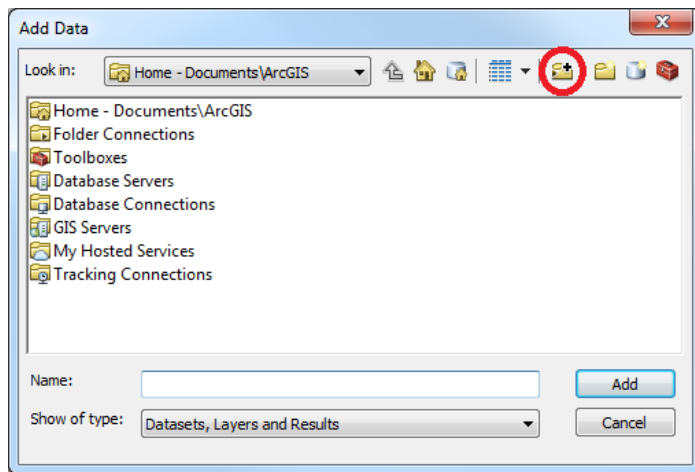 Add Data
Look in: Home - Documents\ArcGIS
Home - Documents\ArcGIS
Folder Connections
Toolboxes
Database Servers
Database Connections
GIS Servers
My Hosted Services
Tracking Connections
Name:
Add
Show of type: Datasets, Layers and Results
Cancel